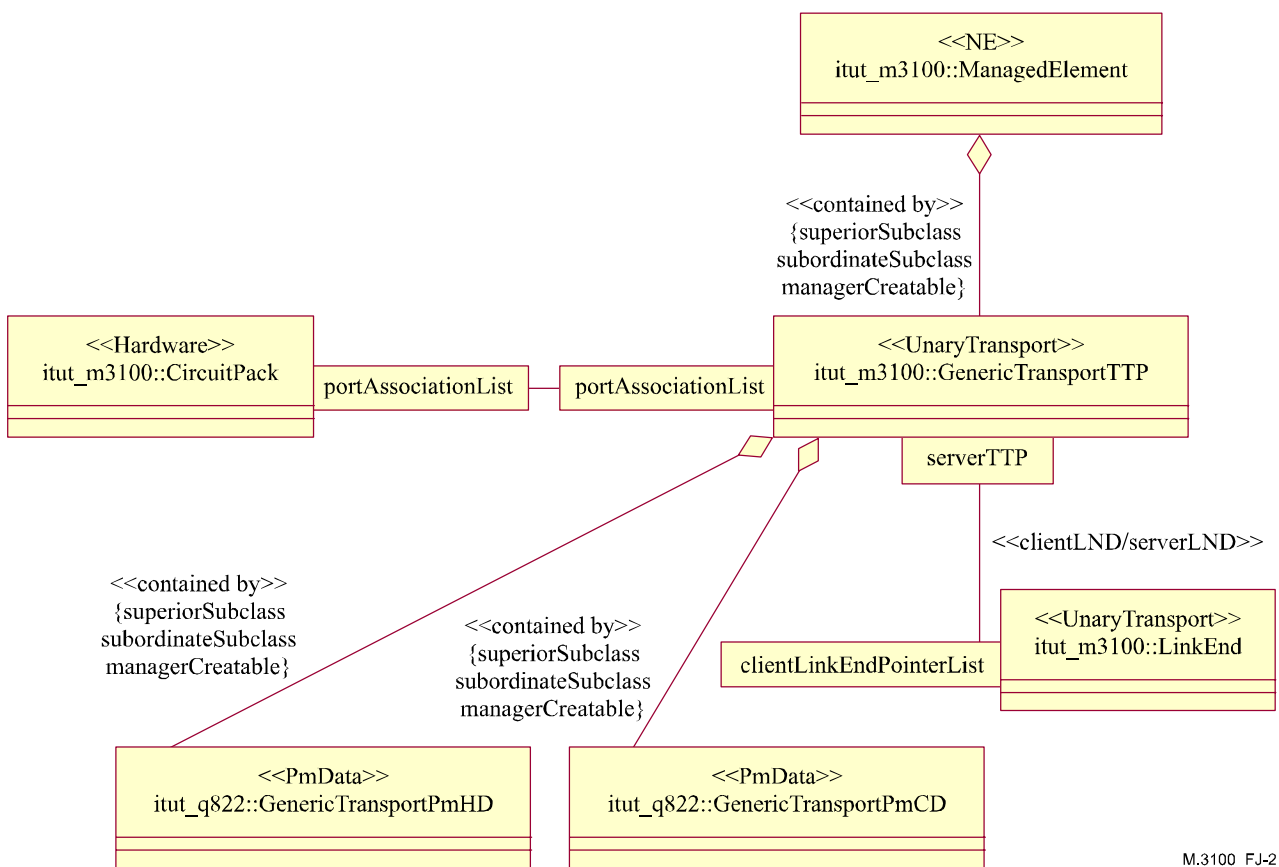 <<NE>>
itut_m3100::ManagedElement
<<contained by>>
{superiorSubclass
subordinateSubclass
managerCreatable}
<<Hardware>>
itut_m3100::CircuitPack
portAssociationList
portAssociationList
<<UnaryTransport>>
itut_m3100::GenericTransportTTP
serverTTP
<<clientLND/serverLND>>
<<contained by>>
{superiorSubclass
subordinateSubclass
managerCreatable}
<<contained by>>
{superiorSubclass
subordinateSubclass
managerCreatable}
clientLinkEndPointerList
<<UnaryTransport>>
itut_m3100::LinkEnd
<<PmData>>
itut_q822::GenericTransportPmHD
<<PmData>>
itut_q822::GenericTransportPmCD
M.3100_FJ-2